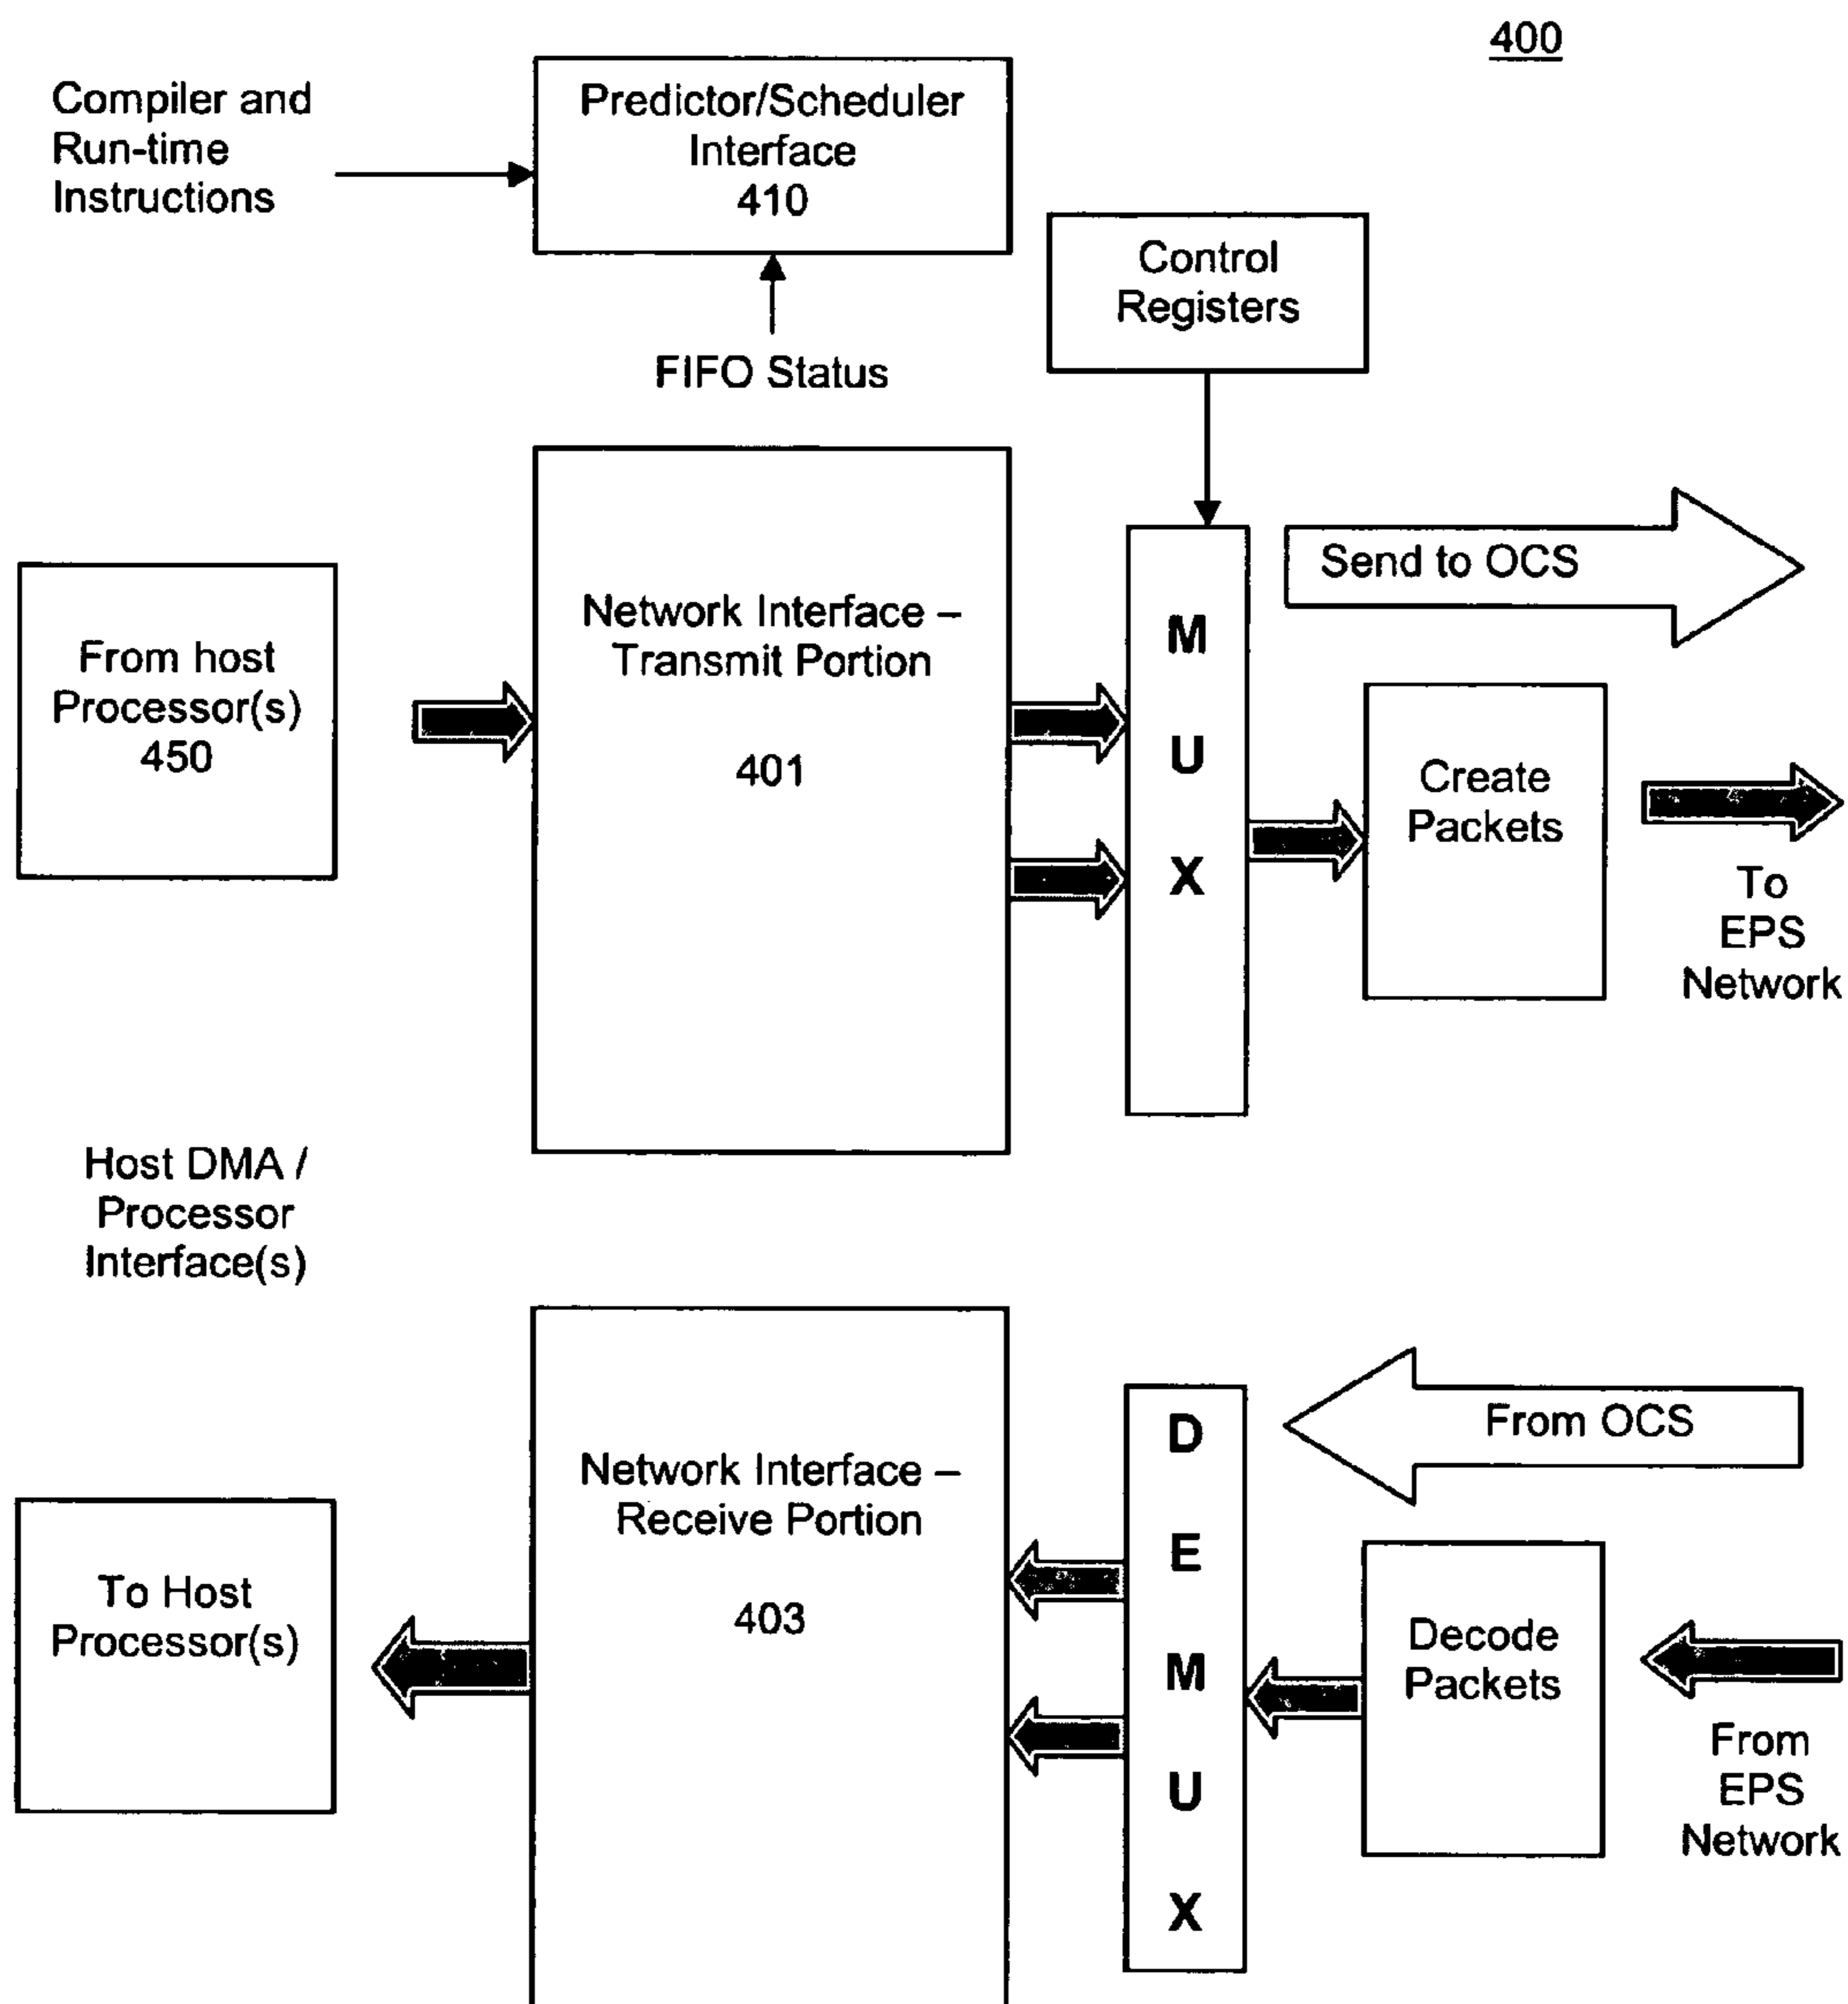 400
Compiler and
Run-time
Instructions
Predictor/Scheduler
Interface
410
Control
Registers
FIFO Status
From host
Processor(s)
450
Network Interface –
Transmit Portion
401
M
U
X
Send to OCS
Create
Packets
To
EPS
Network
Host DMA /
Processor
Interface(s)
To Host
Processor(s)
Network Interface –
Receive Portion
403
D
E
M
U
X
From OCS
Decode
Packets
From
EPS
Network